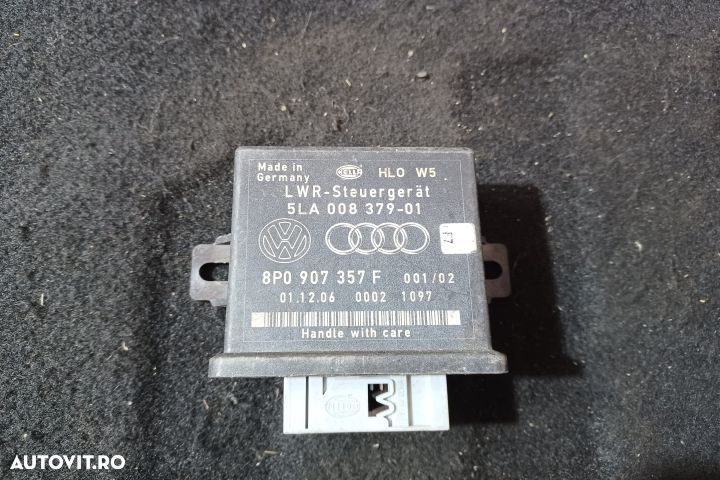 Made in
Germany
HELLA
HLO W5
LWR-Steuergerät
5LA 008 379-01
8P0 907 357 F 001/02
01.12.06 0002 1097
Handle with care
AUTOVIT.RO